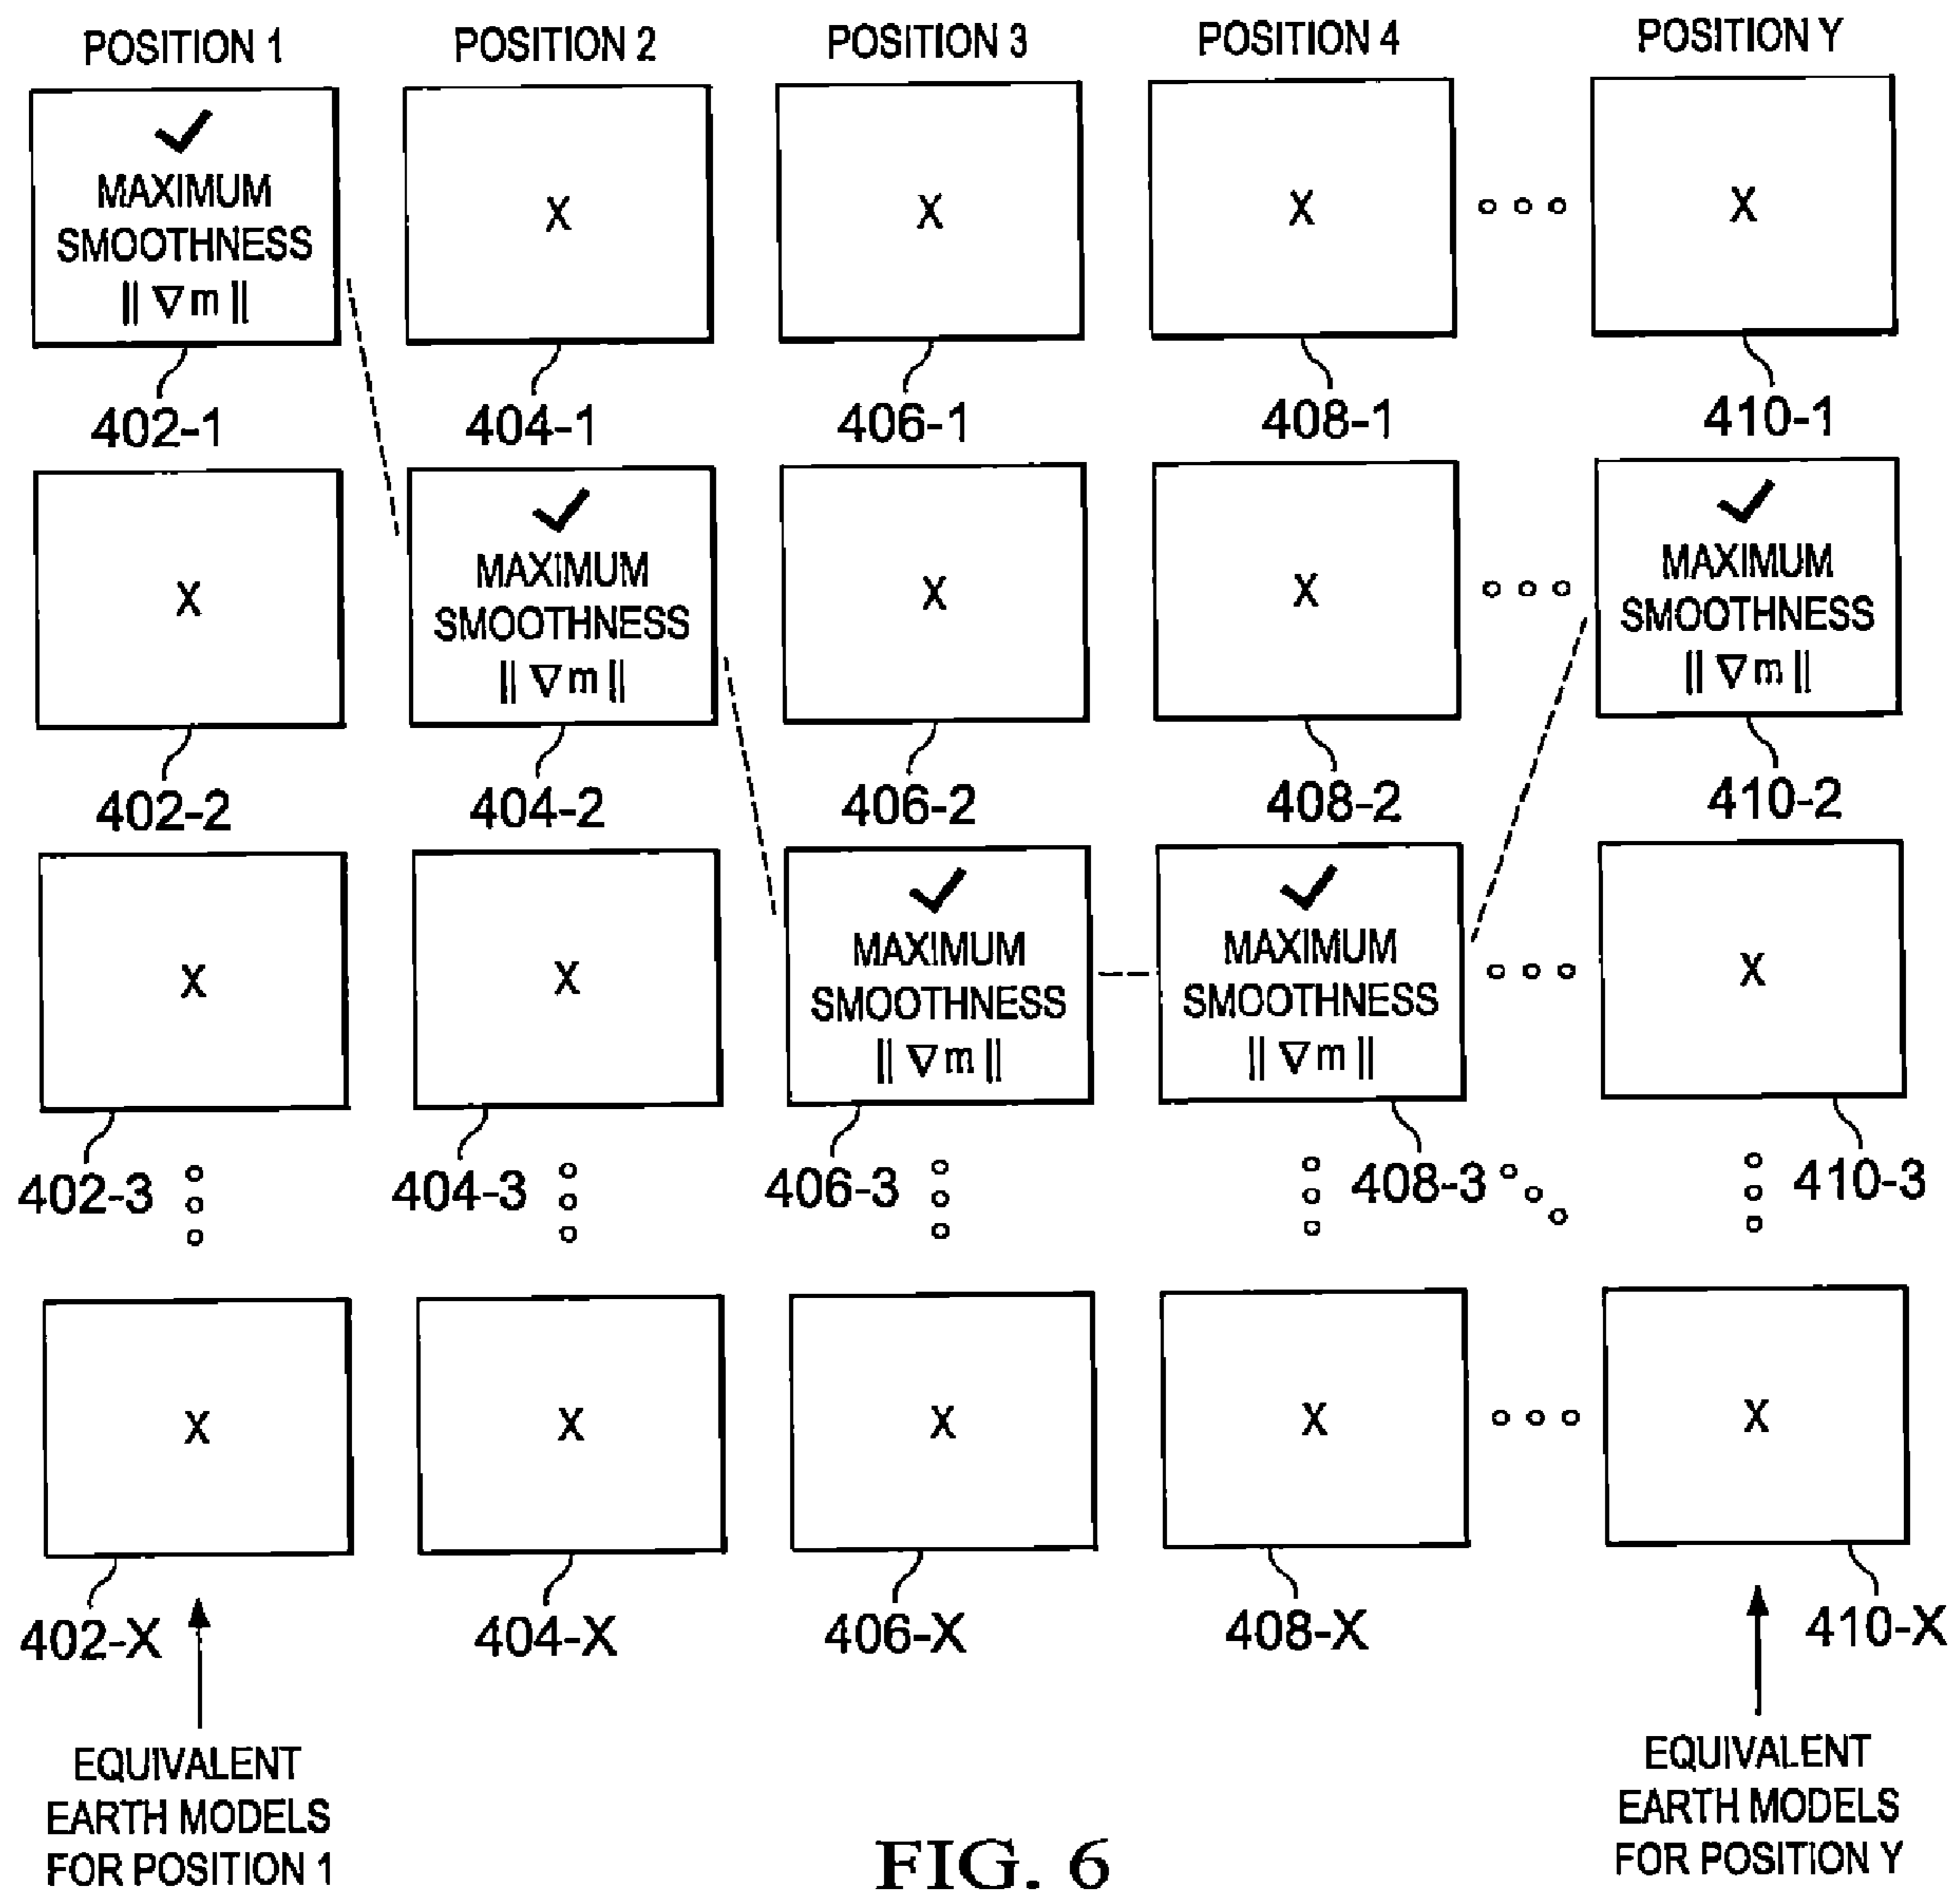 POSITION 1 POSITION 2 POSITION 3 POSITION 4 POSITION Y
✓
MAXIMUM
SMOOTHNESS
|| ∇m ||
X
X
X
X
402-1 404-1 406-1 408-1 410-1
X
✓
MAXIMUM
SMOOTHNESS
|| ∇m ||
X
X
✓
MAXIMUM
SMOOTHNESS
|| ∇m ||
402-2 404-2 406-2 408-2 410-2
X
X
✓
MAXIMUM
SMOOTHNESS
|| ∇m ||
✓
MAXIMUM
SMOOTHNESS
|| ∇m ||
X
402-3 404-3 406-3 408-3 410-3
X
X
X
X
X
402-X 404-X 406-X 408-X 410-X
EQUIVALENT
EARTH MODELS
FOR POSITION 1
EQUIVALENT
EARTH MODELS
FOR POSITION Y
FIG. 6